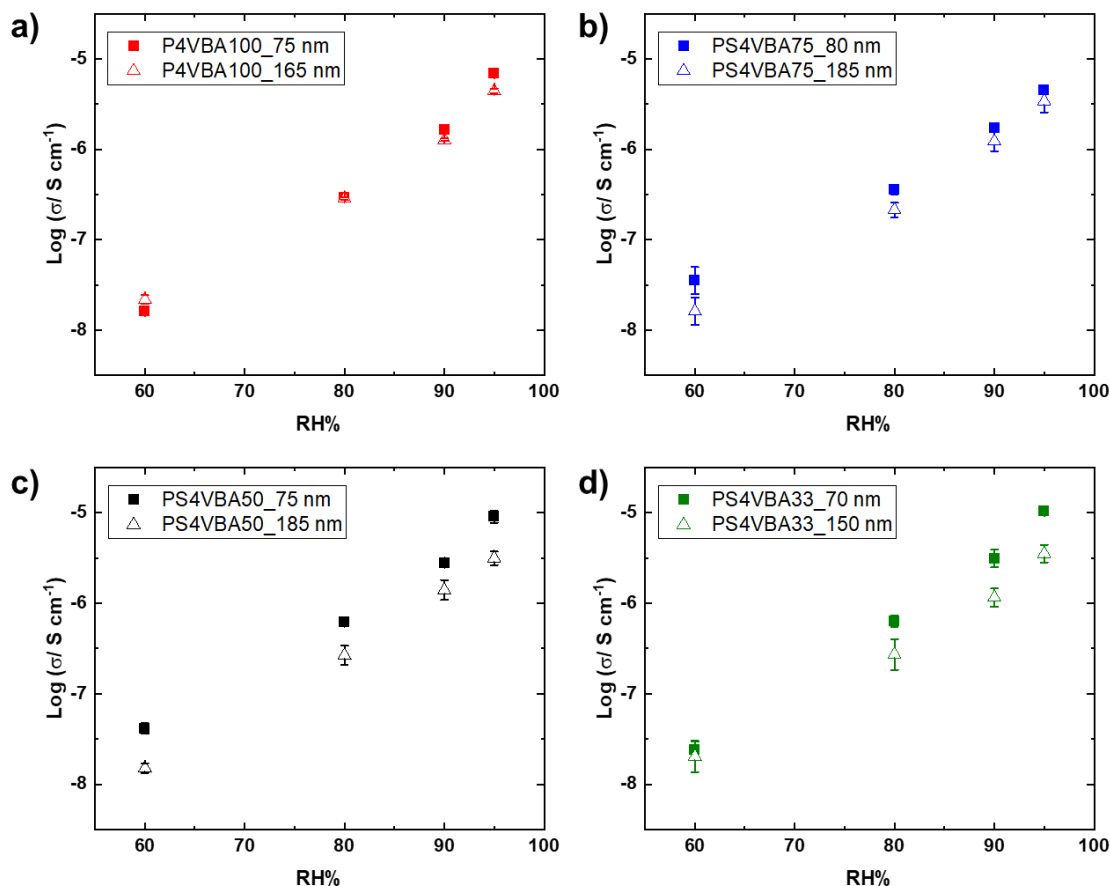 a)
P4VBA100_75 nm
P4VBA100_165 nm
Log (σ/ S cm⁻¹)
-5
-6
-7
-8
60 70 80 90 100
RH%
b)
PS4VBA75_80 nm
PS4VBA75_185 nm
Log (σ/ S cm⁻¹)
-5
-6
-7
-8
60 70 80 90 100
RH%
c)
PS4VBA50_75 nm
PS4VBA50_185 nm
Log (σ/ S cm⁻¹)
-5
-6
-7
-8
60 70 80 90 100
RH%
d)
PS4VBA33_70 nm
PS4VBA33_150 nm
Log (σ/ S cm⁻¹)
-5
-6
-7
-8
60 70 80 90 100
RH%